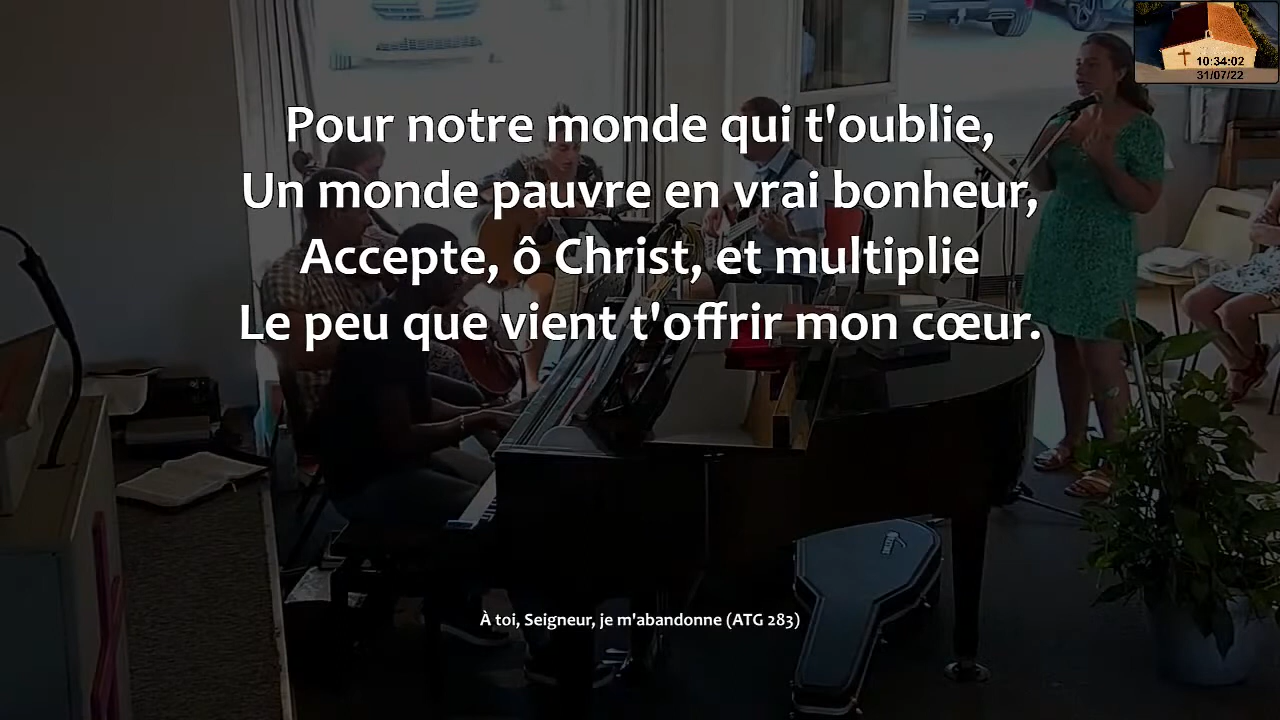 10:34:02
31/07/22
Pour notre monde qui t'oublie,
Un monde pauvre en vrai bonheur,
Accepte, ô Christ, et multiplie
Le peu que vient t'offrir mon cœur.
À toi, Seigneur, je m'abandonne (ATG 283)